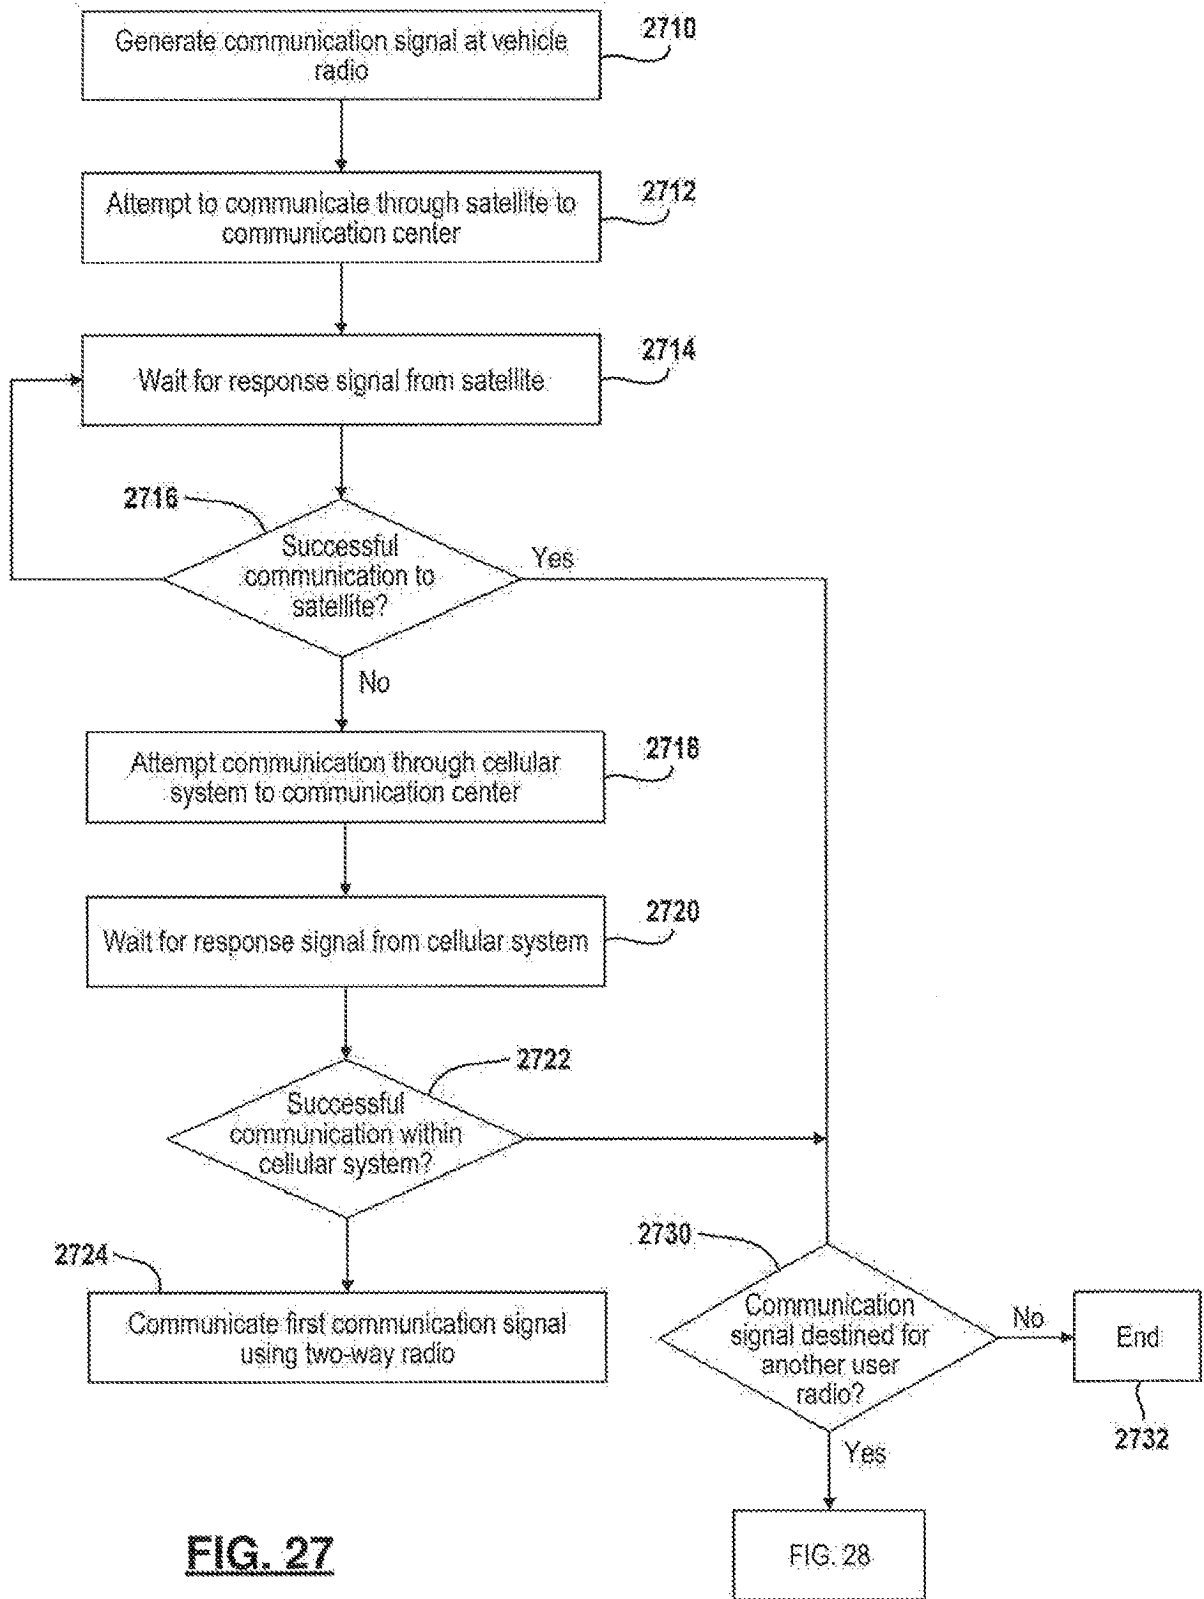 Generate communication signal at vehicle
radio
2710
Attempt to communicate through satellite to
communication center
2712
Wait for response signal from satellite
2714
2716
Successful
communication to
satellite?
Yes
No
Attempt communication through cellular
system to communication center
2718
Wait for response signal from cellular system
2720
2722
Successful
communication within
cellular system?
2724
Communicate first communication signal
using two-way radio
2730
Communication
signal destined for
another user
radio?
No
End
2732
Yes
FIG. 28
FIG. 27